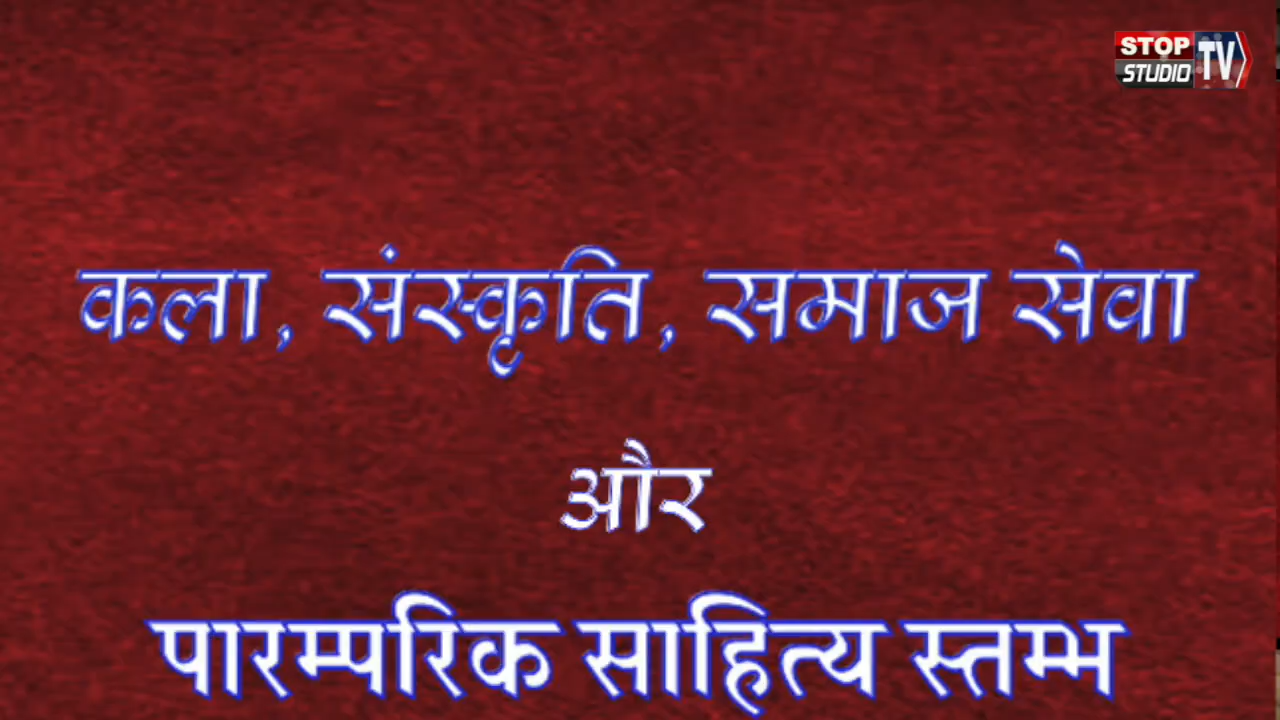 STOP
STUDIO TV
कला, संस्कृति, समाज सेवा
और
पारम्परिक साहित्य स्तम्भ